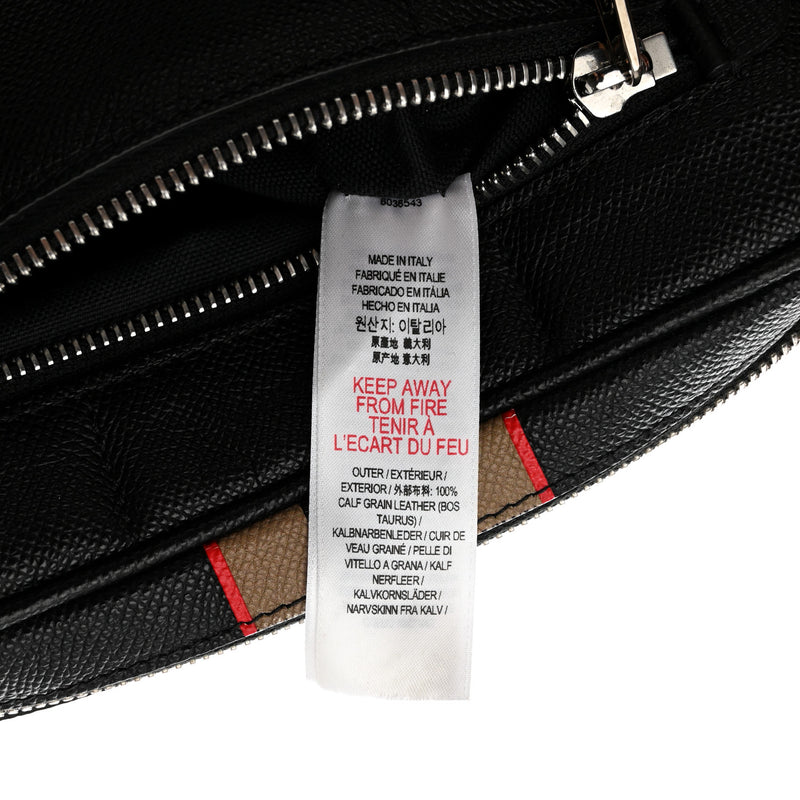 8038543
MADE IN ITALY
FABRIQUÉ EN ITALIE
FABRICADO EM ITÁLIA
HECHO EN ITALIA
원산지: 이탈리아
原產地 義大利
原产地 意大利
KEEP AWAY
FROM FIRE
TENIR À
L'ECART DU FEU
OUTER / EXTÉRIEUR /
EXTERIOR / 外部布料: 100%
CALF GRAIN LEATHER (BOS
TAURUS) /
KALBNARBENLEDER / CUIR DE
VEAU GRAINÉ / PELLE DI
VITELLO A GRANA / KALF
NERFLEER /
KALVKORNSLÄDER /
NARVSKINN FRA KALV /